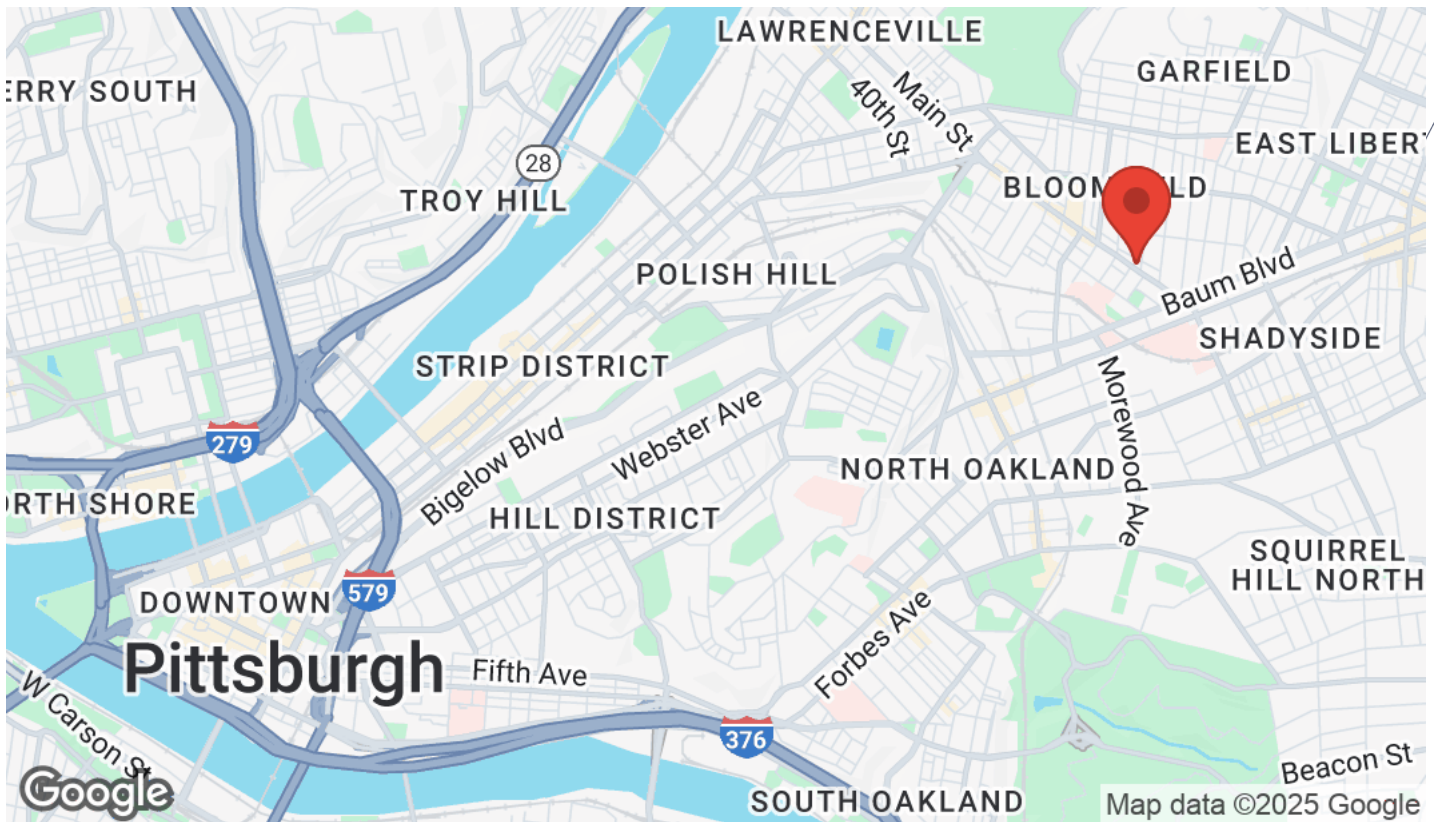 LAWRENCEVILLE
GARFIELD
ERRY SOUTH
Main St
40th St
EAST LIBERT
28
TROY HILL
POLISH HILL
Baum Blvd
SHADYSIDE
STRIP DISTRICT
Morewood Ave
Webster Ave
279
Bigelow Blvd
NORTH OAKLAND
ORTH SHORE
HILL DISTRICT
SQUIRREL
HILL NORTH
579
DOWNTOWN
Forbes Ave
Pittsburgh
Fifth Ave
W Carson St
376
Beacon St
Google
SOUTH OAKLAND
Map data ©2025 Google